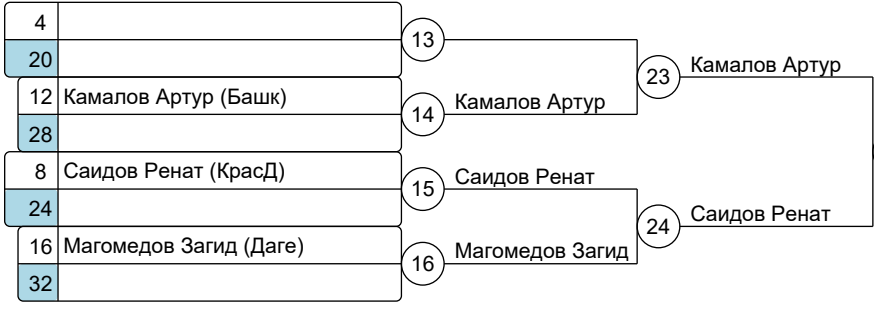 4
13
20
23 Камалов Артур
12 Камалов Артур (Башк)
14 Камалов Артур
28
8 Саидов Ренат (КрасД)
15 Саидов Ренат
24
24 Саидов Ренат
16 Магомедов Загид (Даге)
16 Магомедов Загид
32